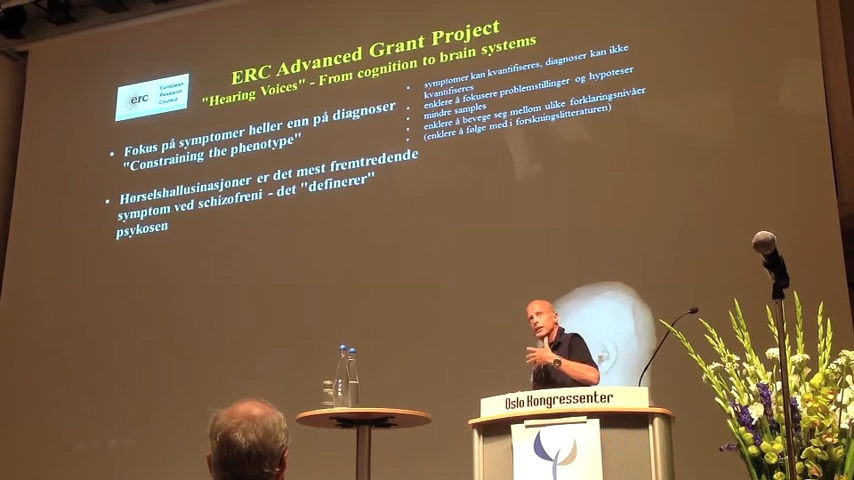 ERC Advanced Grant Project
"Hearing Voices" - From cognition to brain systems
erc
European
Research
Council
• Fokus på symptomer heller enn på diagnoser
"Constraining the phenotype"
• Hørselshallusinasjoner er det mest fremtredende
symptom ved schizofreni - det "definerer"
psykosen
• symptomer kan kvantifiseres, diagnoser kan ikke
kvantifiseres
• enklere å fokusere problemstillinger og hypoteser
• mindre samples
• enklere å bevege seg mellom ulike forklaringsnivåer
• (enklere å følge med i forskningslitteraturen)
Oslo Kongressenter